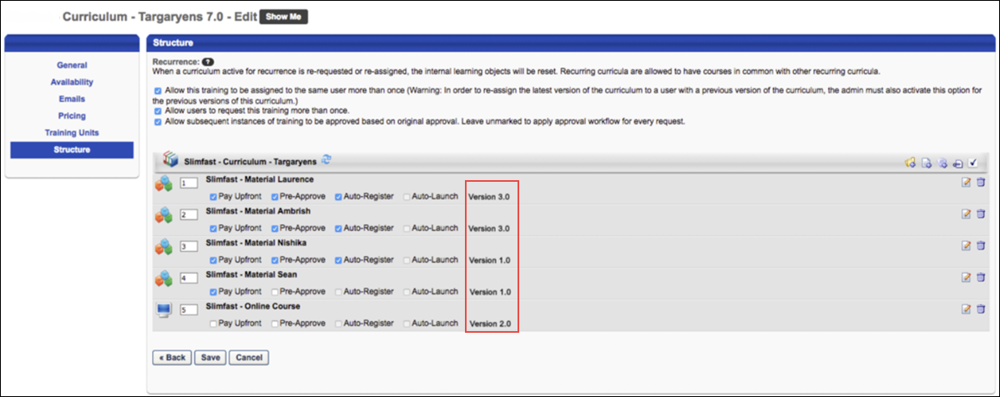 Curriculum - Targaryens 7.0 - Edit Show Me
General
Availability
Emails
Pricing
Training Units
Structure
Structure
Recurrence: ?
When a curriculum active for recurrence is re-requested or re-assigned, the internal learning objects will be reset. Recurring curricula are allowed to have courses in common with other recurring curricula.
Allow this training to be assigned to the same user more than once (Warning: In order to re-assign the latest version of the curriculum to a user with a previous version of the curriculum, the admin must also activate this option for
the previous versions of this curriculum.)
Allow users to request this training more than once.
Allow subsequent instances of training to be approved based on original approval. Leave unmarked to apply approval workflow for every request.
Slimfast - Curriculum - Targaryens
1 Slimfast - Material Laurence
Pay Upfront Pre-Approve Auto-Register Auto-Launch Version 3.0
2 Slimfast - Material Ambrish
Pay Upfront Pre-Approve Auto-Register Auto-Launch Version 3.0
3 Slimfast - Material Nishika
Pay Upfront Pre-Approve Auto-Register Auto-Launch Version 1.0
4 Slimfast - Material Sean
Pay Upfront Pre-Approve Auto-Register Auto-Launch Version 1.0
5 Slimfast - Online Course
Pay Upfront Pre-Approve Auto-Register Auto-Launch Version 2.0
« Back Save Cancel